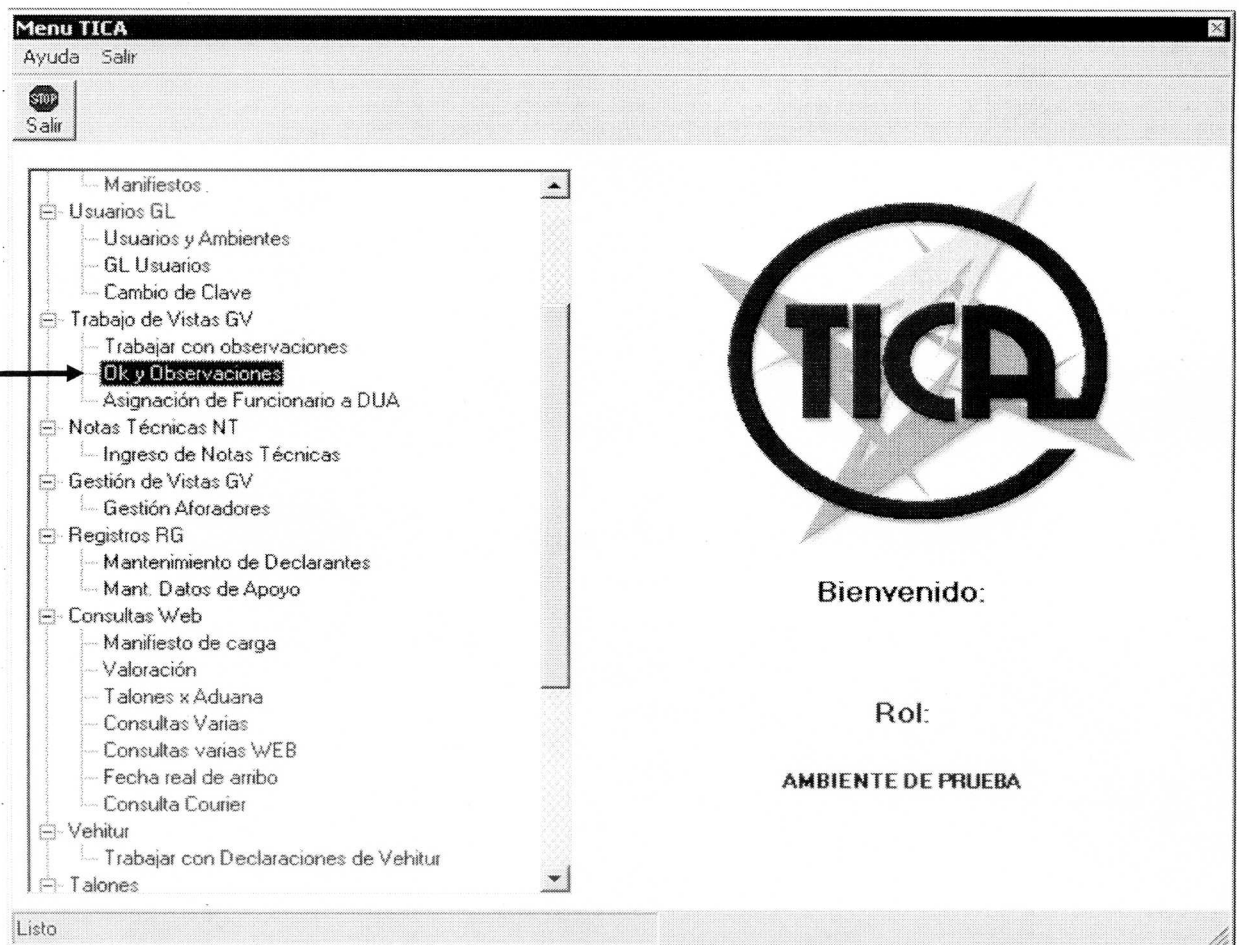 Menu TICA
Ayuda Salir
STOP
Salir
Manifiestos.
Usuarios GL
Usuarios y Ambientes
GL Usuarios
Cambio de Clave
Trabajo de Vistas GV
Trabajar con observaciones
Ok y Observaciones
Asignación de Funcionario a DUA
Notas Técnicas NT
Ingreso de Notas Técnicas
Gestión de Vistas GV
Gestión Aforadores
Registros RG
Mantenimiento de Declarantes
Mant. Datos de Apoyo
Consultas Web
Manifiesto de carga
Valoración
Talones x Aduana
Consultas Varias
Consultas varias WEB
Fecha real de arribo
Consulta Courier
Vehitur
Trabajar con Declaraciones de Vehitur
Talones
TICA
Bienvenido:
Rol:
AMBIENTE DE PRUEBA
Listo